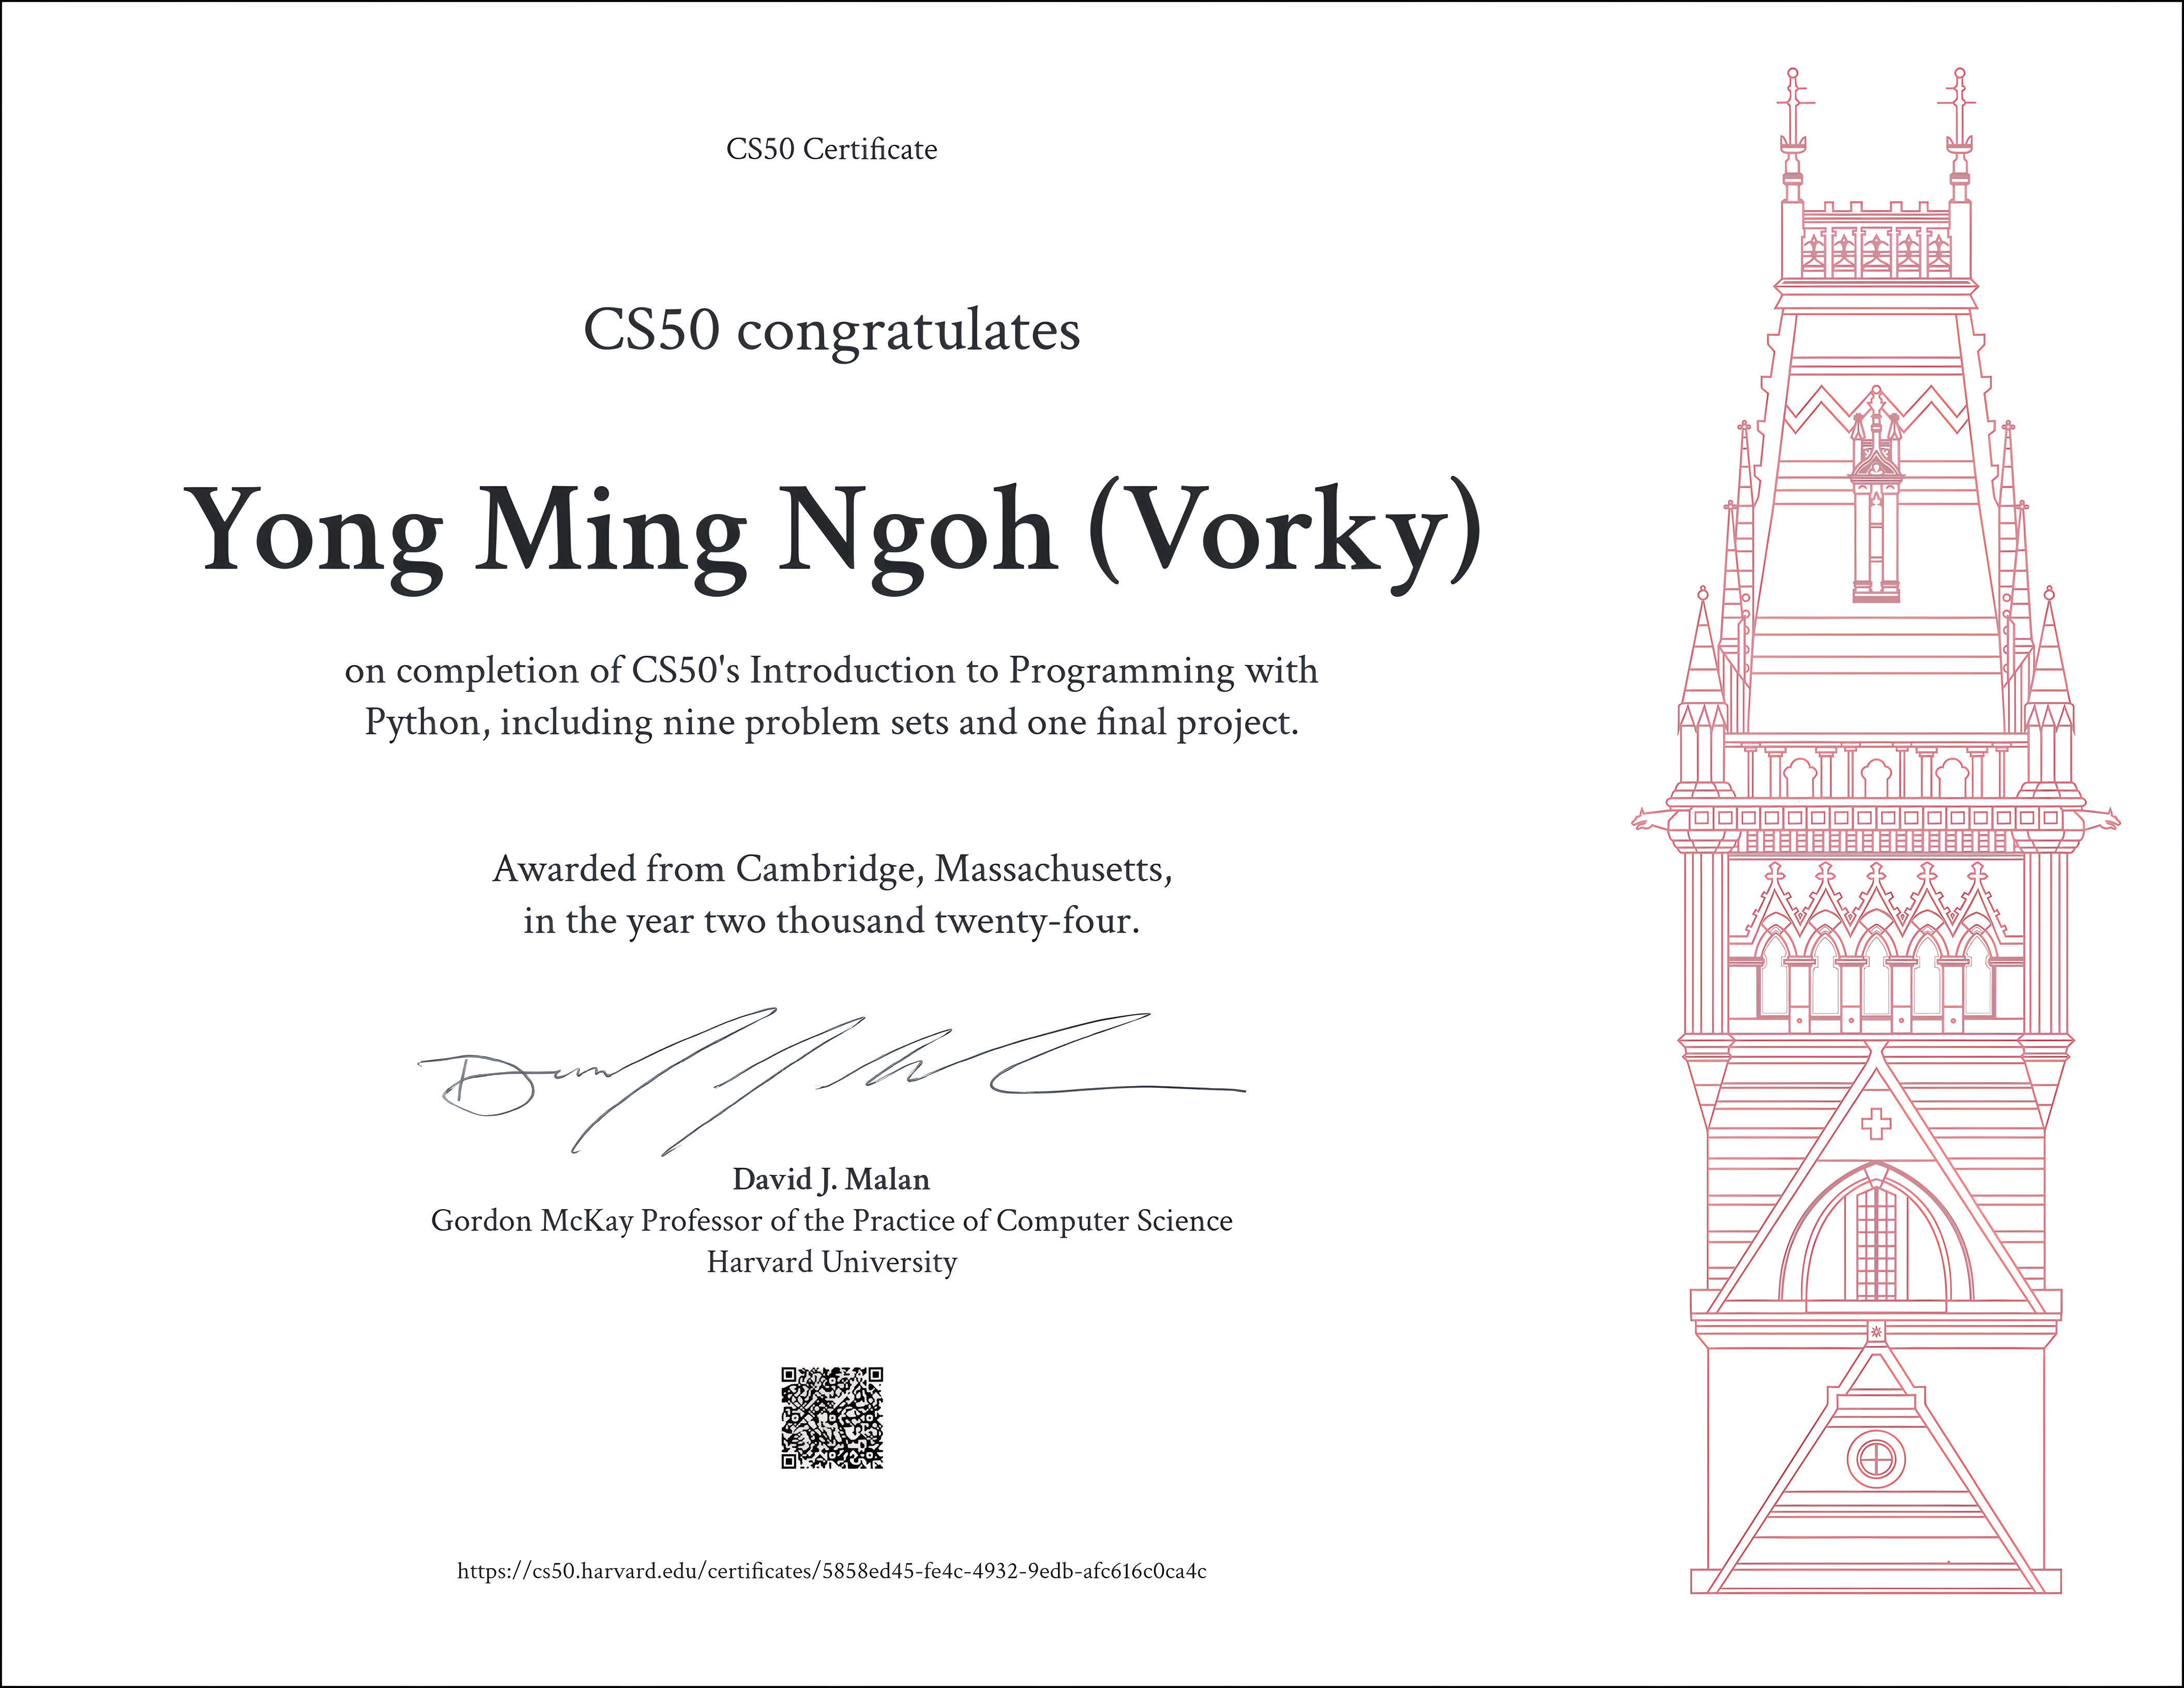 CS50 Certificate
CS50 congratulates
Yong Ming Ngoh (Vorky)
on completion of CS50's Introduction to Programming with
Python, including nine problem sets and one final project.
Awarded from Cambridge, Massachusetts,
in the year two thousand twenty-four.
David J. Malan
Gordon McKay Professor of the Practice of Computer Science
Harvard University
https://cs50.harvard.edu/certificates/5858ed45-fe4c-4932-9edb-afc616c0ca4c